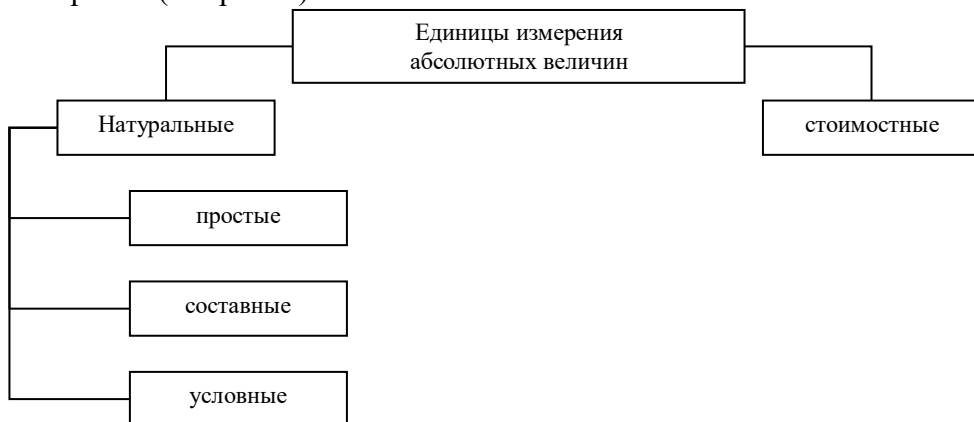 Единицы измерения
абсолютных величин
Натуральные
стоимостные
простые
составные
условные